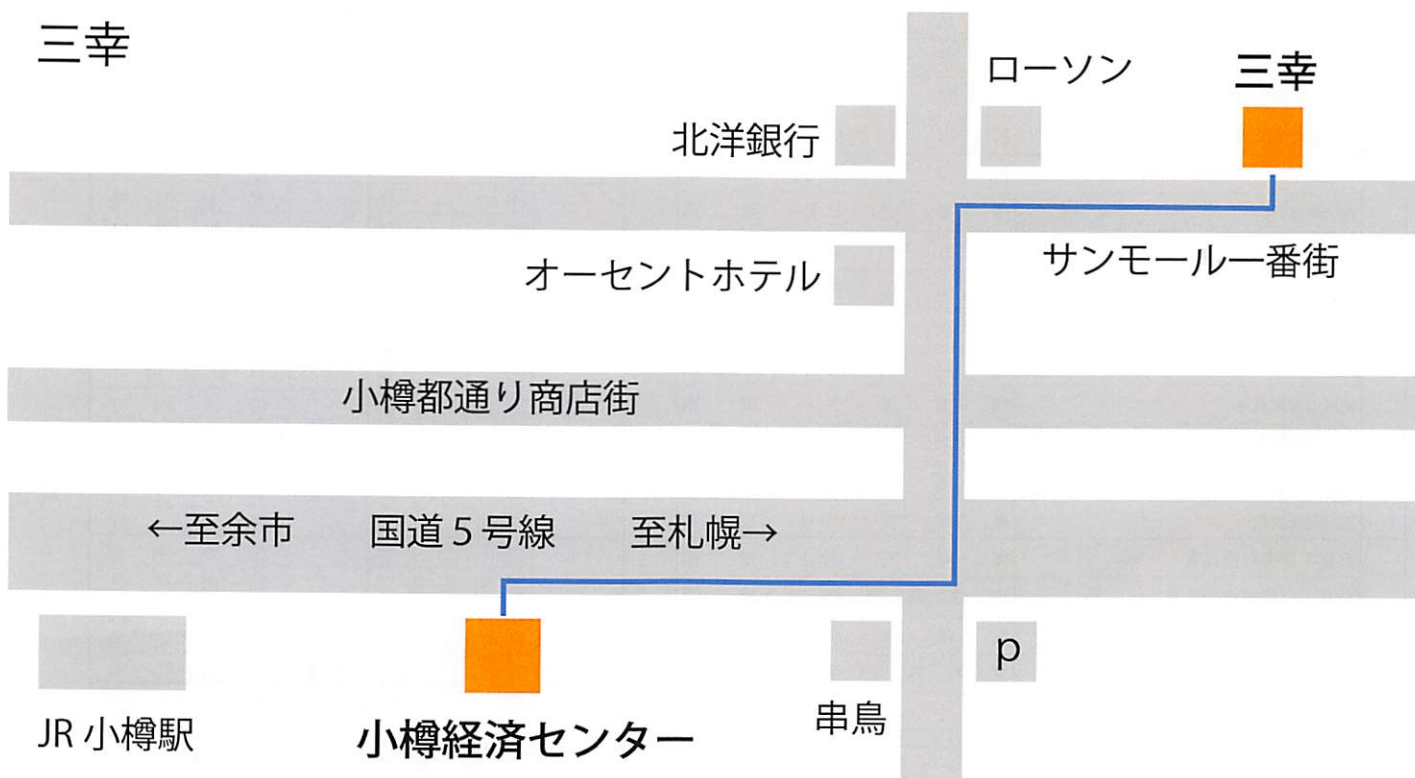 三幸
ローソン
三幸
北洋銀行
オーセントホテル
サンモール一番街
小樽都通り商店街
←至余市 国道5号線 至札幌→
p
JR 小樽駅
小樽経済センター
串鳥